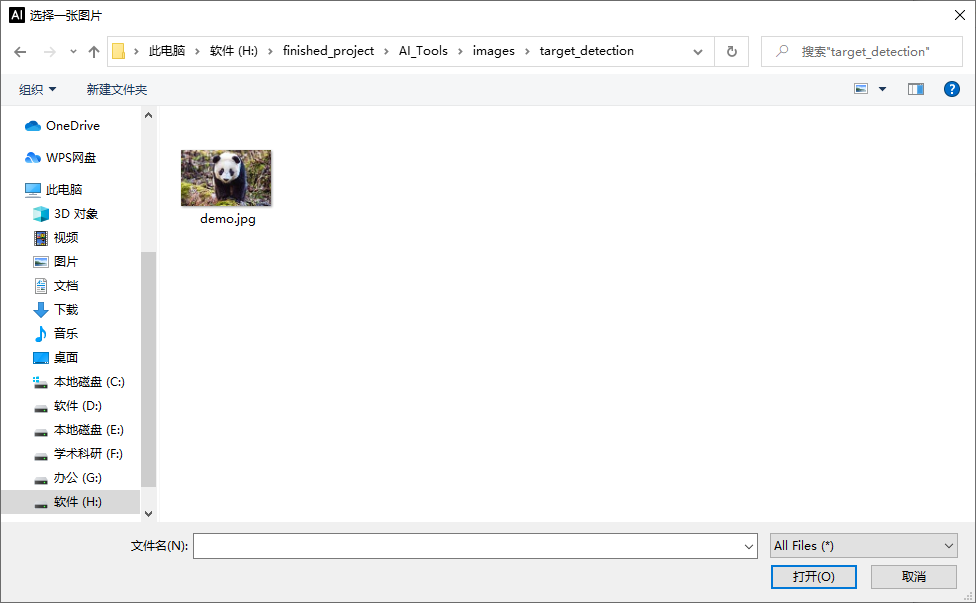 AI 选择一张图片
此电脑 软件 (H:) finished_project AI_Tools images target_detection 搜索"target_detection"
组织 新建文件夹 ?
OneDrive
WPS网盘
此电脑
3D 对象
视频
图片
文档
下载
音乐
桌面
本地磁盘 (C:)
软件 (D:)
本地磁盘 (E:)
学术科研 (F:)
办公 (G:)
软件 (H:)
demo.jpg
文件名(N): All Files (*)
打开(O) 取消